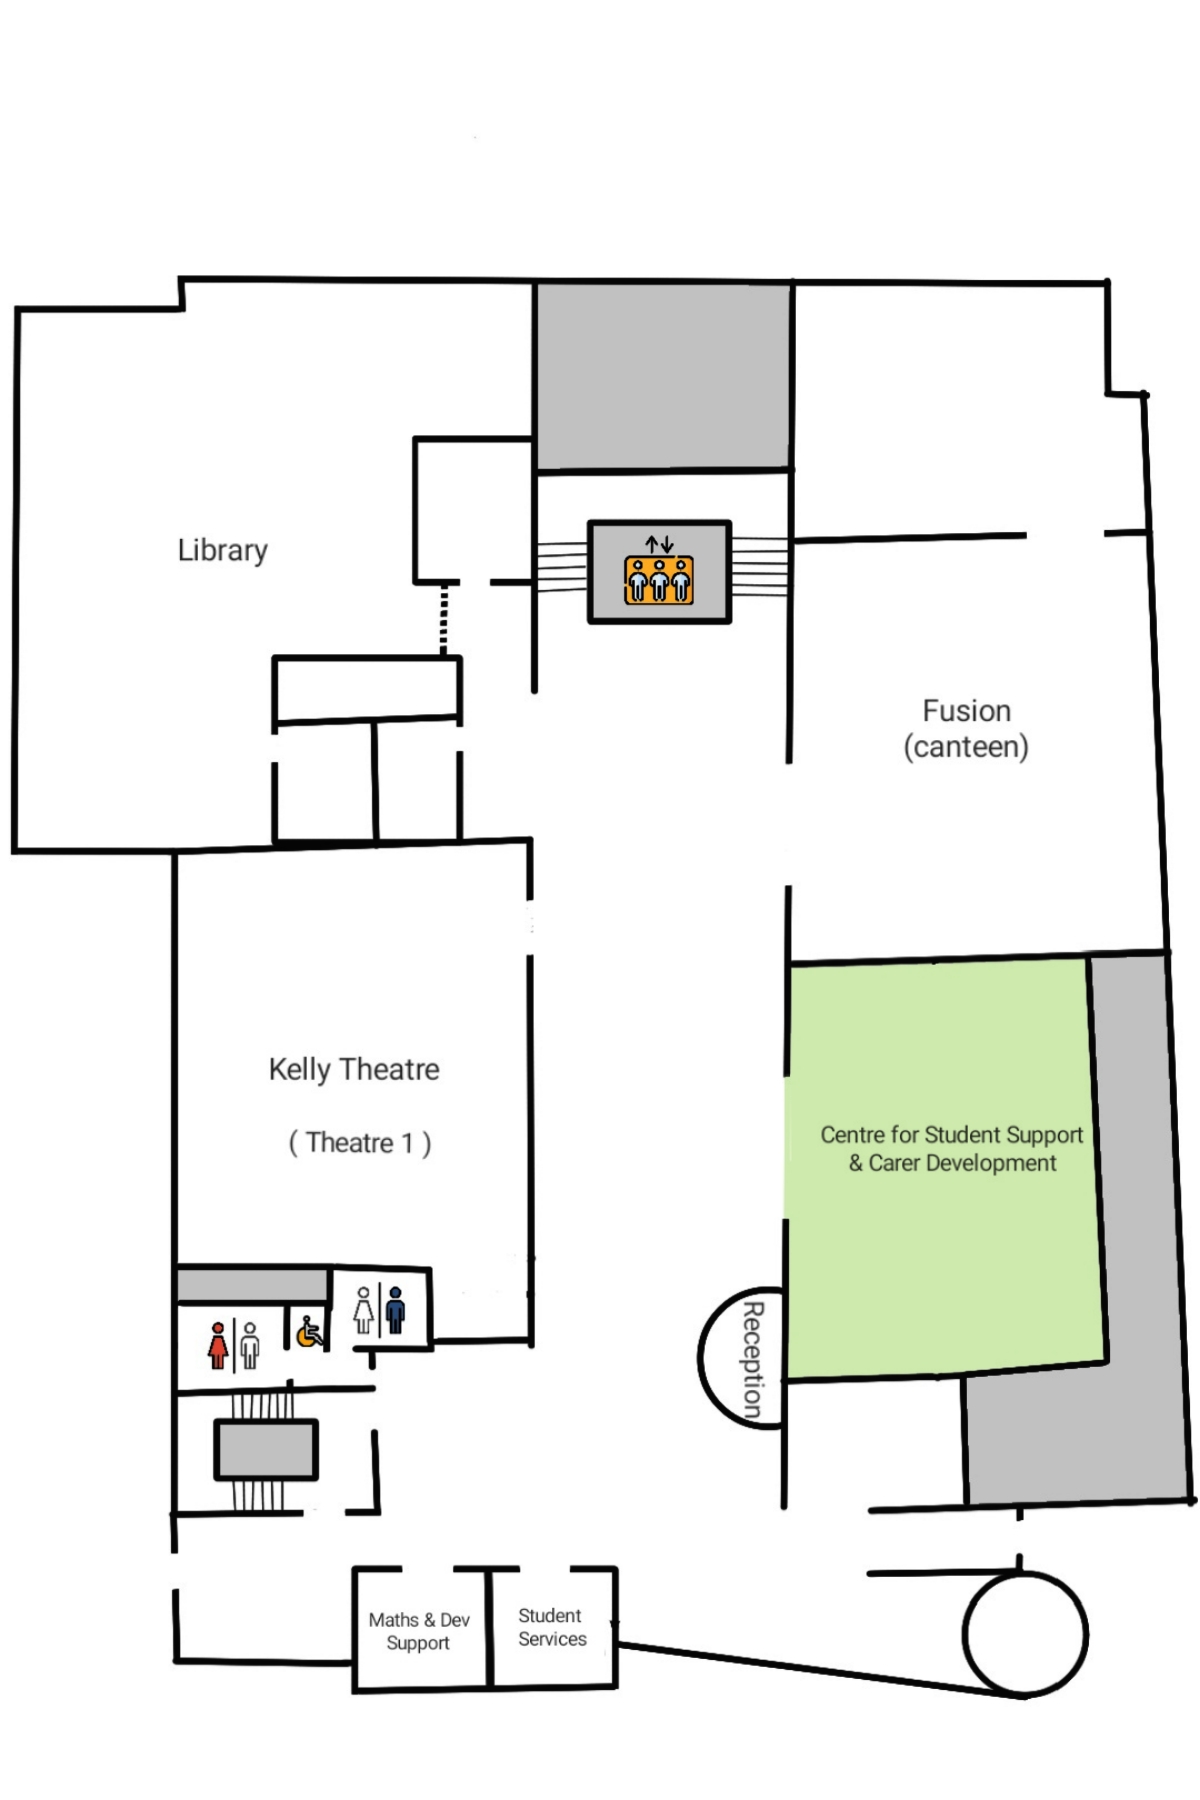 Library
Fusion
(canteen)
Kelly Theatre
( Theatre 1 )
Centre for Student Support
& Carer Development
Reception
Maths & Dev
Support
Student
Services